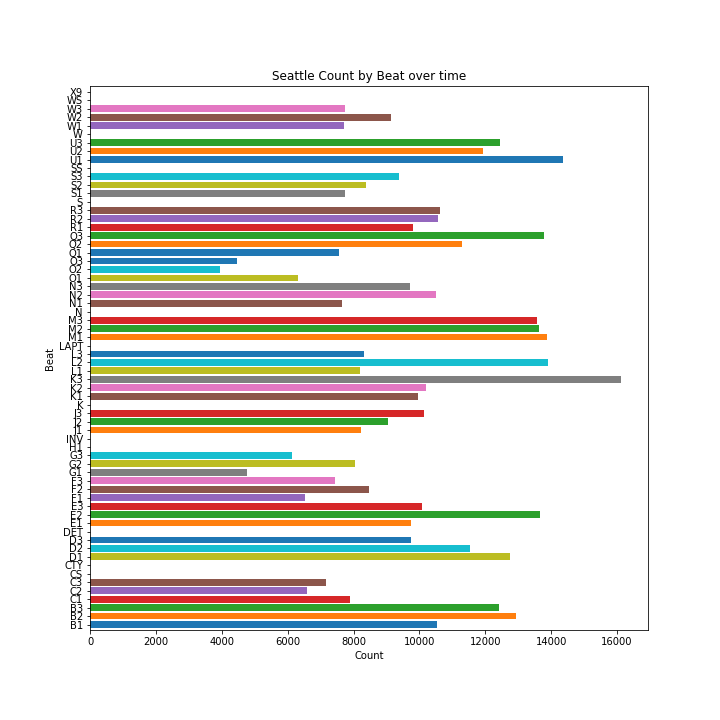 Seattle Count by Beat over time
Beat
X9
WS
W3
W2
W1
W
U3
U2
U1
SS
S3
S2
S1
S
R3
R2
R1
Q3
Q2
Q1
O3
O2
O1
N3
N2
N1
N
M3
M2
M1
LAPT
L3
L2
L1
K3
K2
K1
K
J3
J2
J1
INV
H1
G3
G2
G1
F3
F2
F1
E3
E2
E1
DET
D3
D2
D1
CTY
CS
C3
C2
C1
B3
B2
B1
0 2000 4000 6000 8000 10000 12000 14000 16000
Count